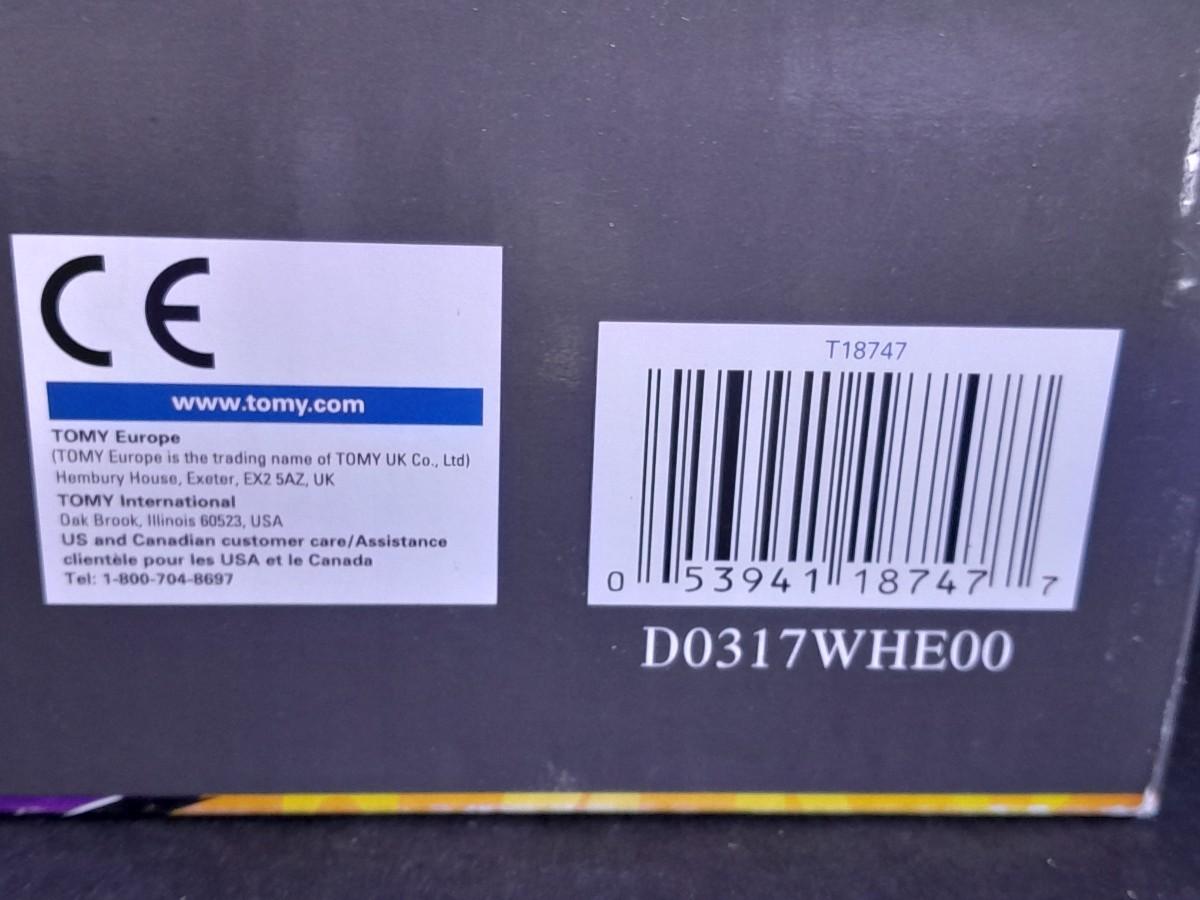 CE
www.tomy.com
TOMY Europe
(TOMY Europe is the trading name of TOMY UK Co., Ltd)
Hembury House, Exeter, EX2 5AZ, UK
TOMY International
Oak Brook, Illinois 60523, USA
US and Canadian customer care/Assistance
clientèle pour les USA et le Canada
Tel: 1-800-704-8697
T18747
0 53941 18747 7
D0317WHE00